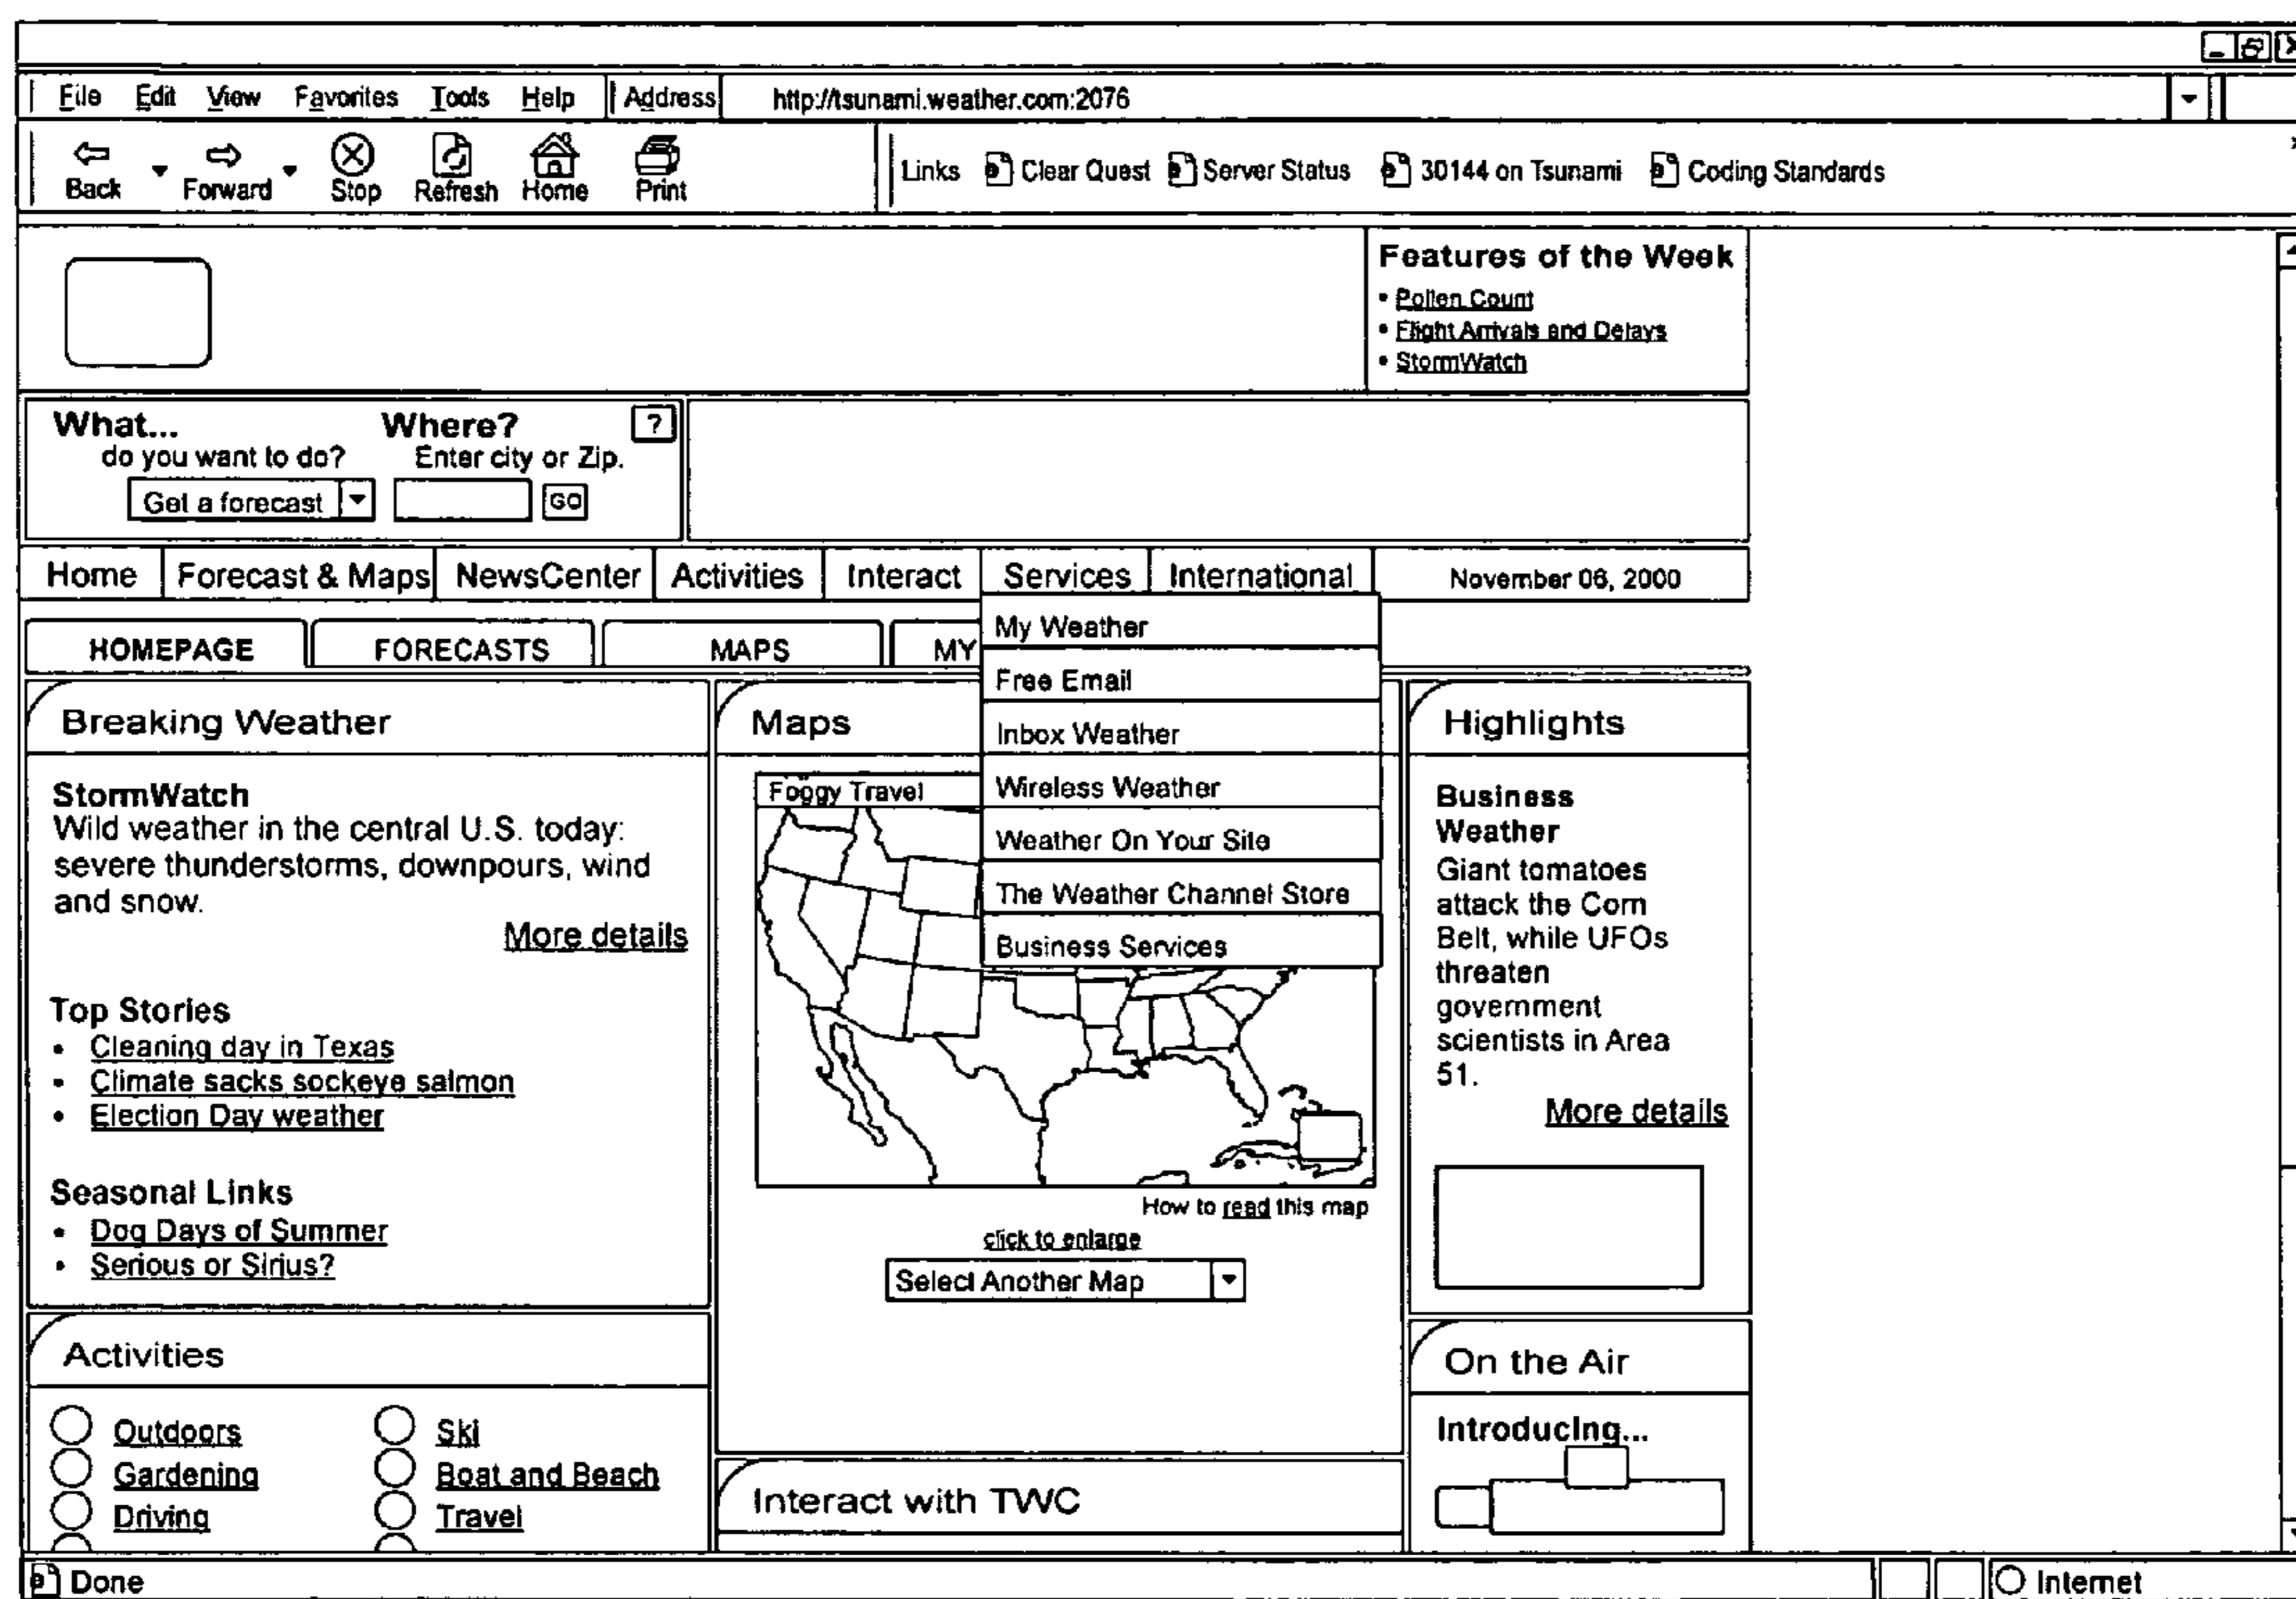 File Edit View Favorites Tools Help Address http://tsunami.weather.com:2076
Back Forward Stop Refresh Home Print Links Clear Quest Server Status 30144 on Tsunami Coding Standards
Features of the Week
• Pollen Count
• Flight Arrivals and Delays
• StormWatch
What... Where? ?
do you want to do? Enter city or Zip.
Get a forecast GO
Home Forecast & Maps NewsCenter Activities Interact Services International November 06, 2000
My Weather
Free Email
Inbox Weather
Wireless Weather
Weather On Your Site
The Weather Channel Store
Business Services
HOMEPAGE FORECASTS MAPS MY
Breaking Weather
StormWatch
Wild weather in the central U.S. today:
severe thunderstorms, downpours, wind
and snow.
More details
Top Stories
• Cleaning day in Texas
• Climate sacks sockeye salmon
• Election Day weather
Seasonal Links
• Dog Days of Summer
• Serious or Sirius?
Activities
Outdoors Ski
Gardening Boat and Beach
Driving Travel
Maps
Foggy Travel
How to read this map
click to enlarge
Select Another Map
Interact with TWC
Highlights
Business
Weather
Giant tomatoes
attack the Corn
Belt, while UFOs
threaten
government
scientists in Area
51.
More details
On the Air
Introducing...
Done Internet